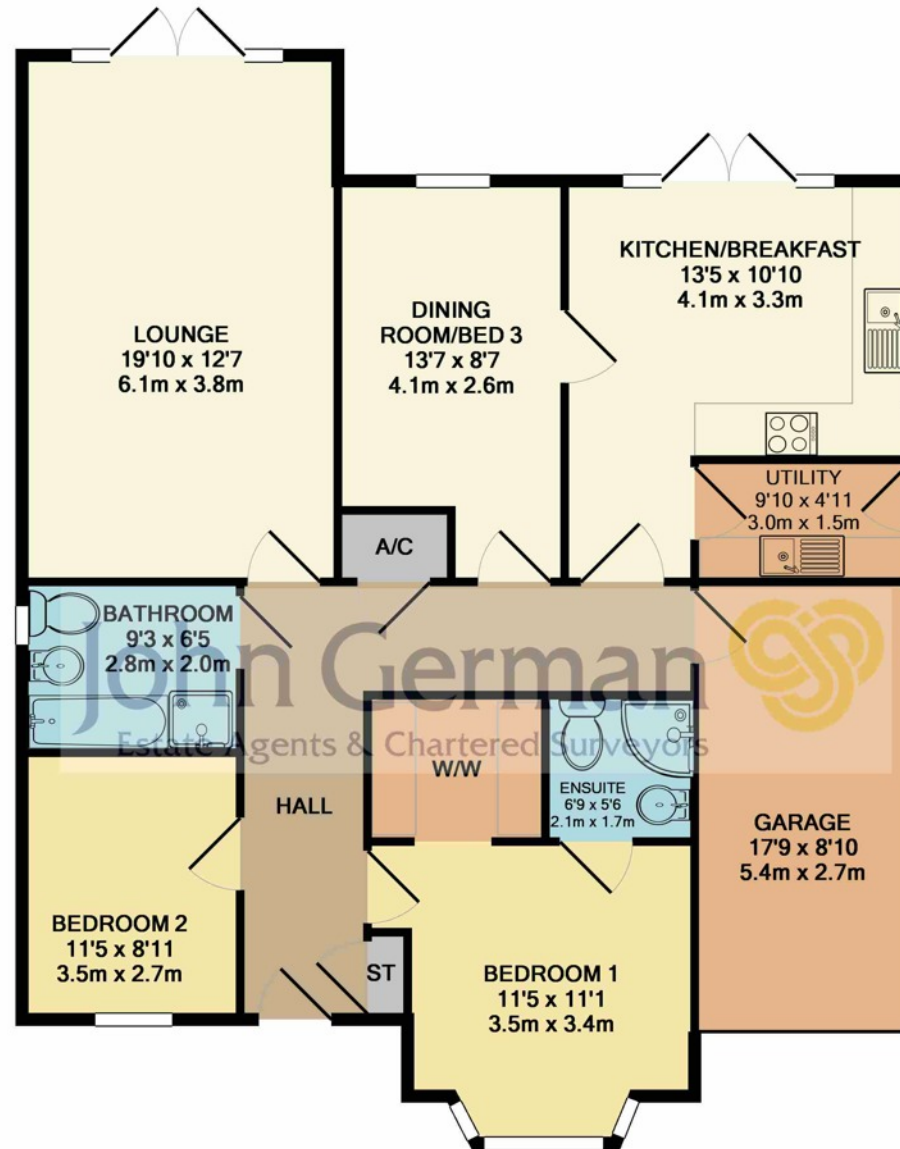 LOUNGE
19'10 x 12'7
6.1m x 3.8m
DINING
ROOM/BED 3
13'7 x 8'7
4.1m x 2.6m
KITCHEN/BREAKFAST
13'5 x 10'10
4.1m x 3.3m
UTILITY
9'10 x 4'11
3.0m x 1.5m
A/C
BATHROOM
9'3 x 6'5
2.8m x 2.0m
John German
Estate Agents & Chartered Surveyors
W/W
ENSUITE
6'9 x 5'6
2.1m x 1.7m
HALL
GARAGE
17'9 x 8'10
5.4m x 2.7m
BEDROOM 2
11'5 x 8'11
3.5m x 2.7m
ST
BEDROOM 1
11'5 x 11'1
3.5m x 3.4m